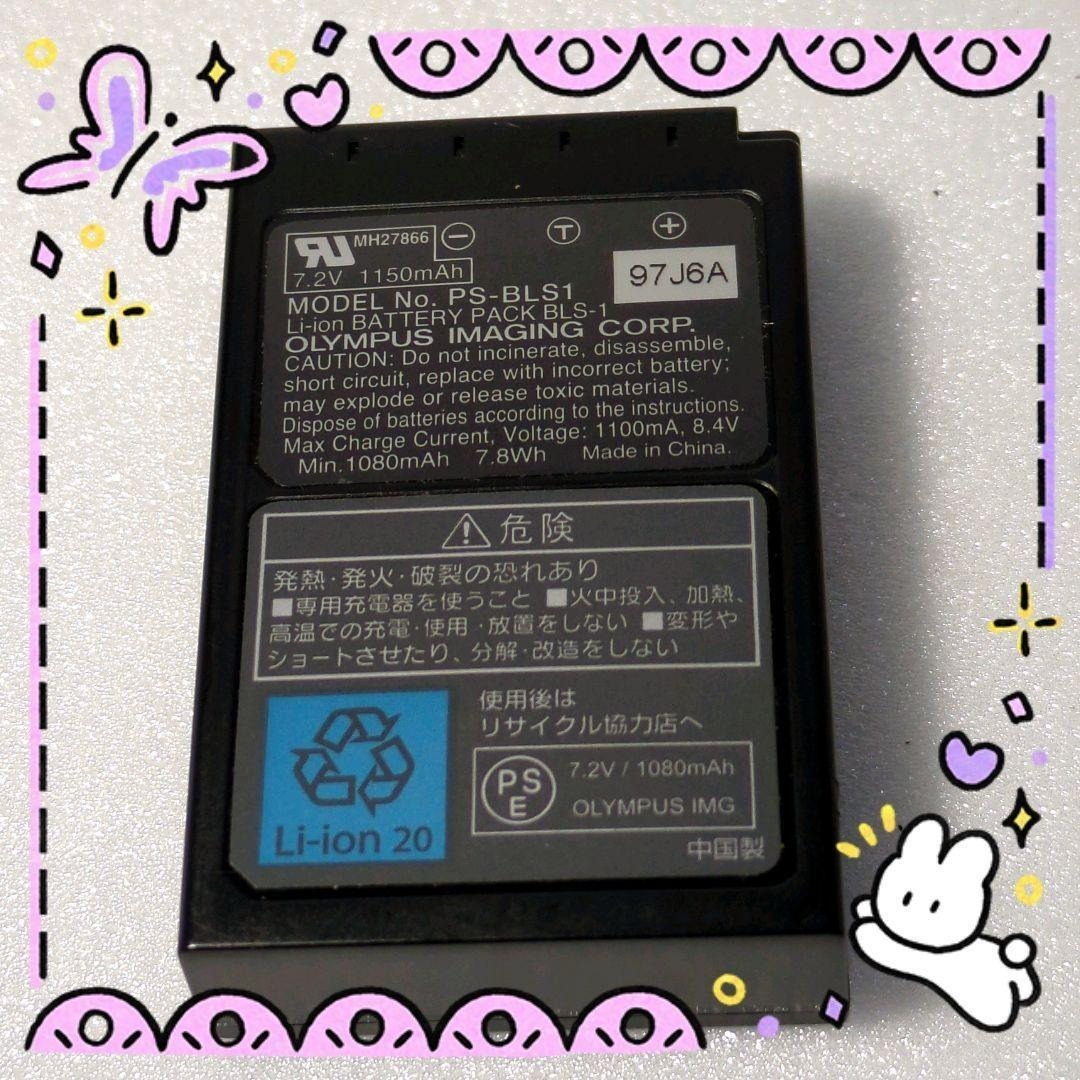 MH27866
7.2V 1150mAh
T
97J6A
MODEL No. PS-BLS1
Li-ion BATTERY PACK BLS-1
OLYMPUS IMAGING CORP.
CAUTION: Do not incinerate, disassemble,
short circuit, replace with incorrect battery;
may explode or release toxic materials.
Dispose of batteries according to the instructions.
Max Charge Current, Voltage: 1100mA, 8.4V
Min.1080mAh 7.8Wh Made in China.
危険
発熱・発火・破裂の恐れあり
■専用充電器を使うこと ■火中投入、加熱、
高温での充電・使用・放置をしない ■変形や
ショートさせたり、分解・改造をしない
使用後は
リサイクル協力店へ
Li-ion 20
PS
E
7.2V / 1080mAh
OLYMPUS IMG
中国製